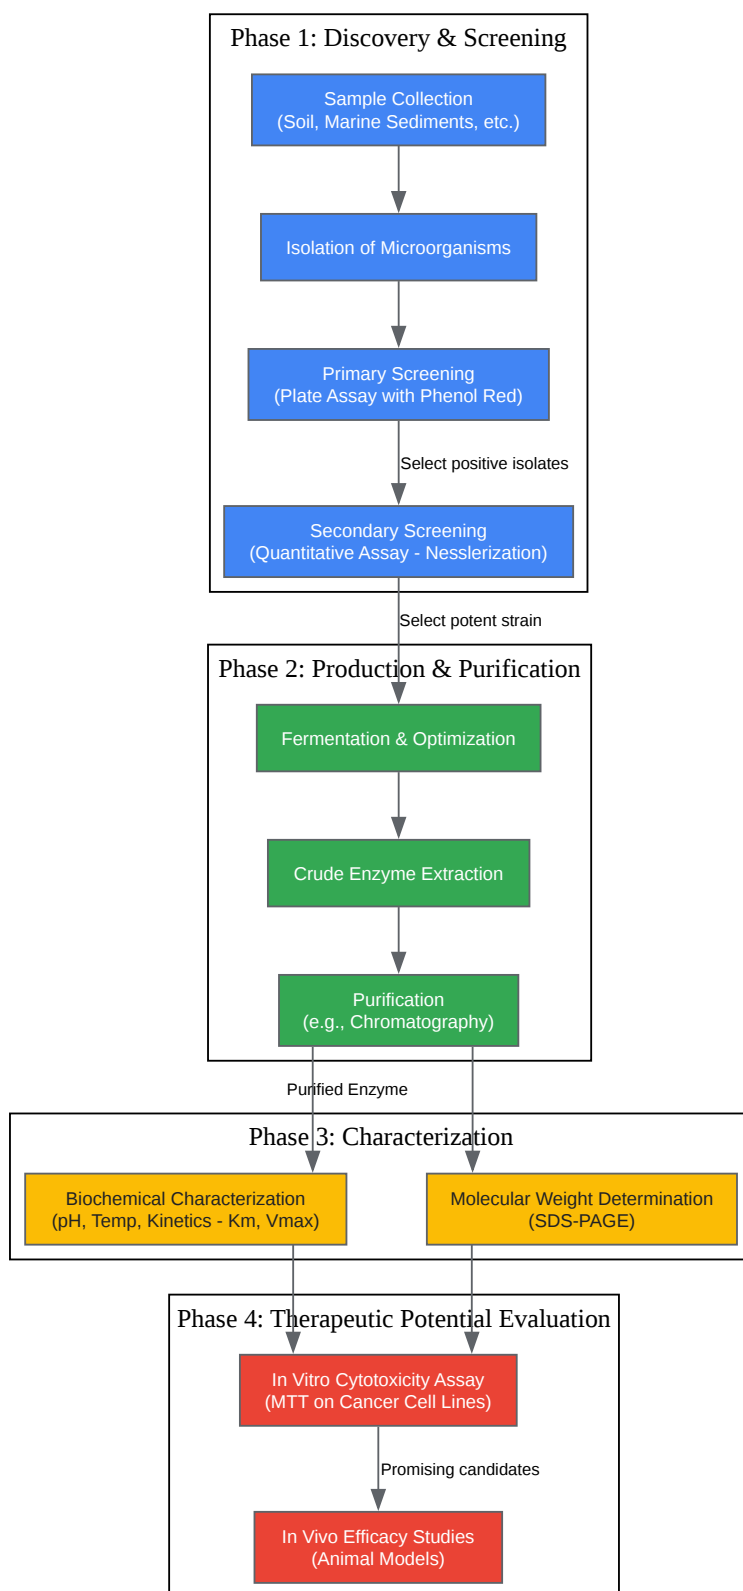 Phase 1: Discovery & Screening
Sample Collection
(Soil, Marine Sediments, etc.)
Isolation of Microorganisms
Primary Screening
(Plate Assay with Phenol Red)
Select positive isolates
Secondary Screening
(Quantitative Assay - Nesslerization)
Select potent strain
Phase 2: Production & Purification
Fermentation & Optimization
Crude Enzyme Extraction
Purification
(e.g., Chromatography)
Purified Enzyme
Phase 3: Characterization
Biochemical Characterization
(pH, Temp, Kinetics - Km, Vmax)
Molecular Weight Determination
(SDS-PAGE)
Phase 4: Therapeutic Potential Evaluation
In Vitro Cytotoxicity Assay
(MTT on Cancer Cell Lines)
Promising candidates
In Vivo Efficacy Studies
(Animal Models)